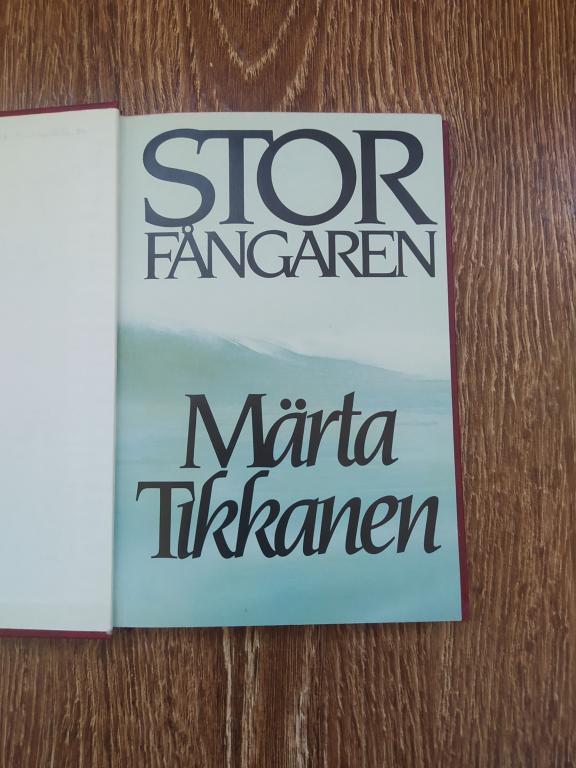 STOR
FÅNGAREN
Märta
Tikkanen